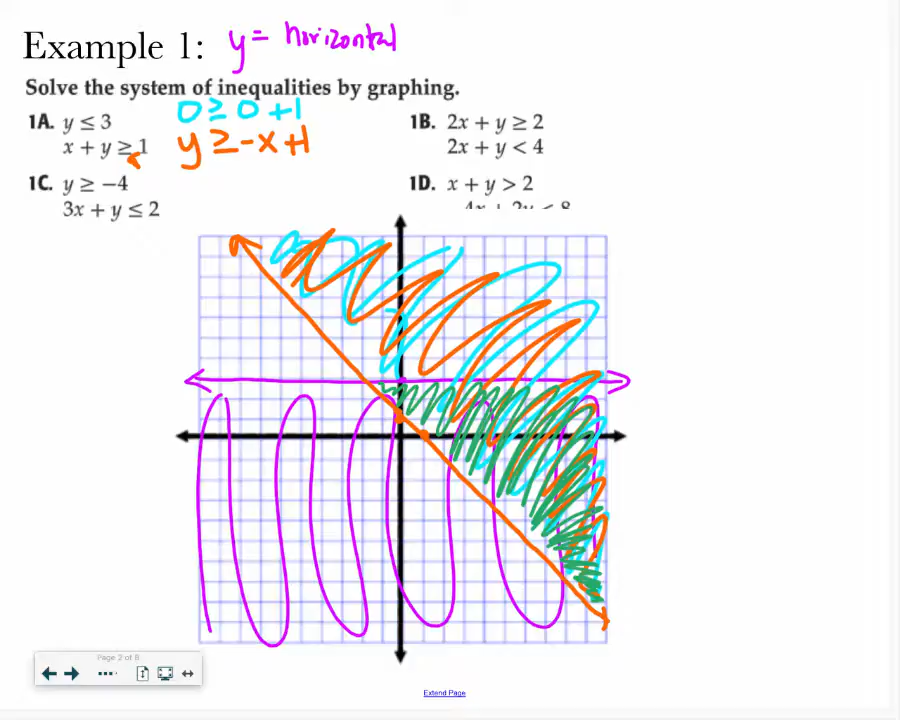 Example 1: y = horizontal
Solve the system of inequalities by graphing.
0 ≥ 0 + 1
1A. y ≤ 3
x + y ≥ 1 y ≥ -x + 1
1B. 2x + y ≥ 2
2x + y < 4
1C. y ≥ −4
3x + y ≤ 2
1D. x + y > 2
Page 2 of 8
Extend Page